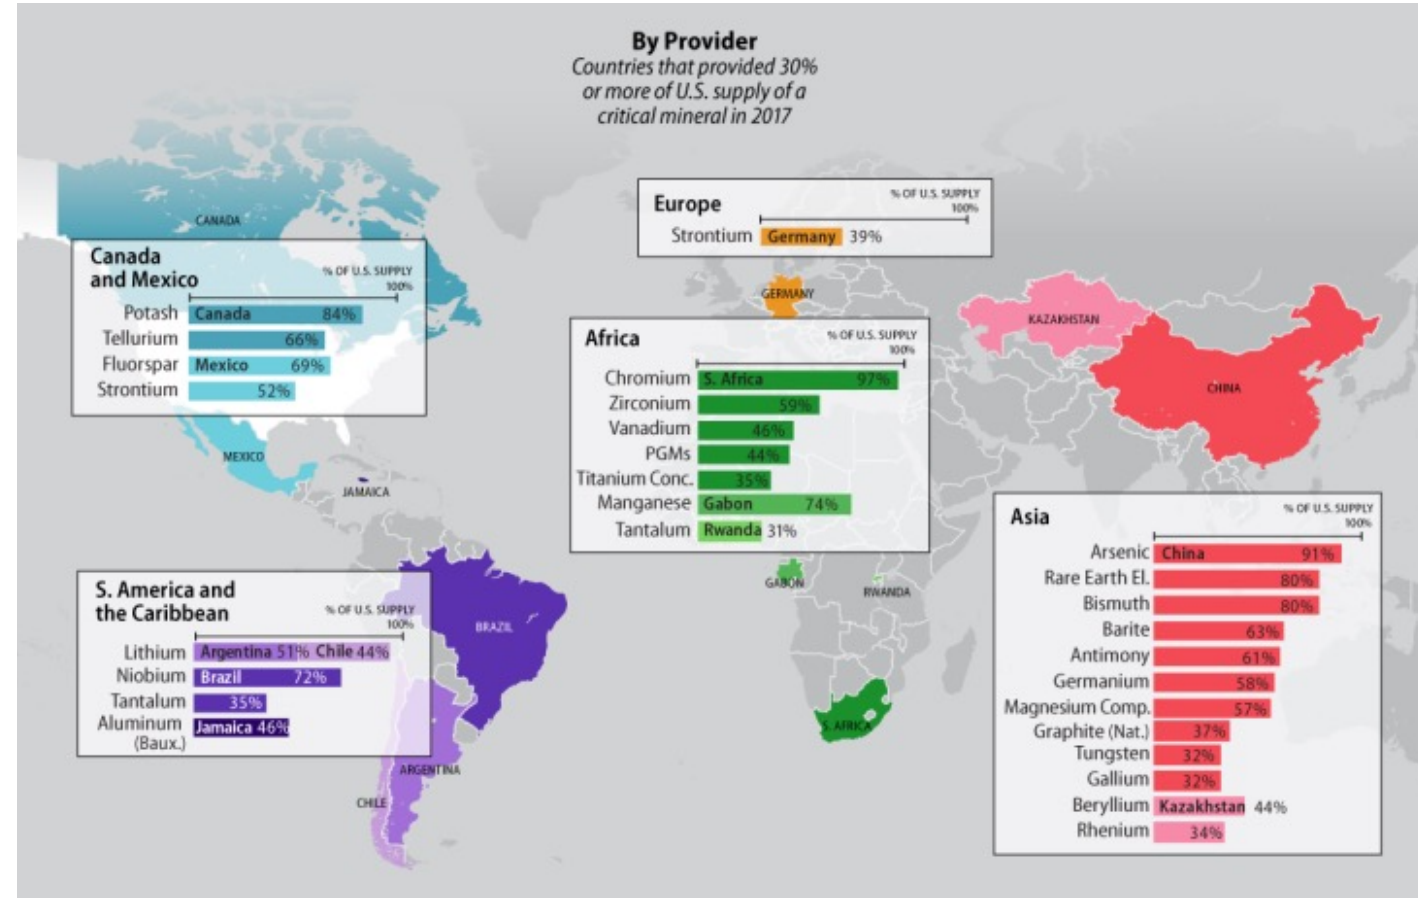 By Provider
Countries that provided 30%
or more of U.S. supply of a
critical mineral in 2017
CANADA
Canada
and Mexico
% OF U.S. SUPPLY
100%
Potash Canada 84%
Tellurium 66%
Fluorspar Mexico 69%
Strontium 52%
MEXICO
JAMAICA
Europe
% OF U.S. SUPPLY
100%
Strontium Germany 39%
GERMANY
KAZAKHSTAN
CHINA
Africa
% OF U.S. SUPPLY
100%
Chromium S. Africa 97%
Zirconium 59%
Vanadium 46%
PGMs 44%
Titanium Conc. 35%
Manganese Gabon 74%
Tantalum Rwanda 31%
GABON
RWANDA
S. AFRICA
S. America and
the Caribbean
% OF U.S. SUPPLY
100%
Lithium Argentina 51% Chile 44%
Niobium Brazil 72%
Tantalum 35%
Aluminum Jamaica 46%
(Baux.)
BRAZIL
ARGENTINA
CHILE
Asia
% OF U.S. SUPPLY
100%
Arsenic China 91%
Rare Earth El. 80%
Bismuth 80%
Barite 63%
Antimony 61%
Germanium 58%
Magnesium Comp. 57%
Graphite (Nat.) 37%
Tungsten 32%
Gallium 32%
Beryllium Kazakhstan 44%
Rhenium 34%